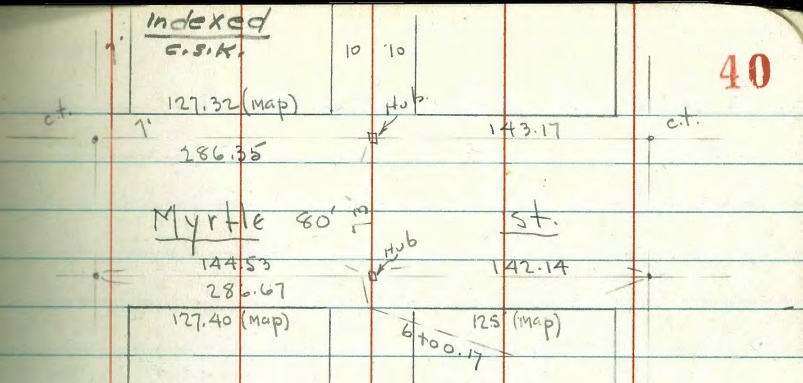 Indexed
C.S.K.
10 10
40
127.32 (Map)
Hub
c.t.
7'
143.17
c.t.
286.35
Myrtle 80' St.
Hub
144.53
142.14
286.67
127.40 (Map)
125' (Map)
6+00.17